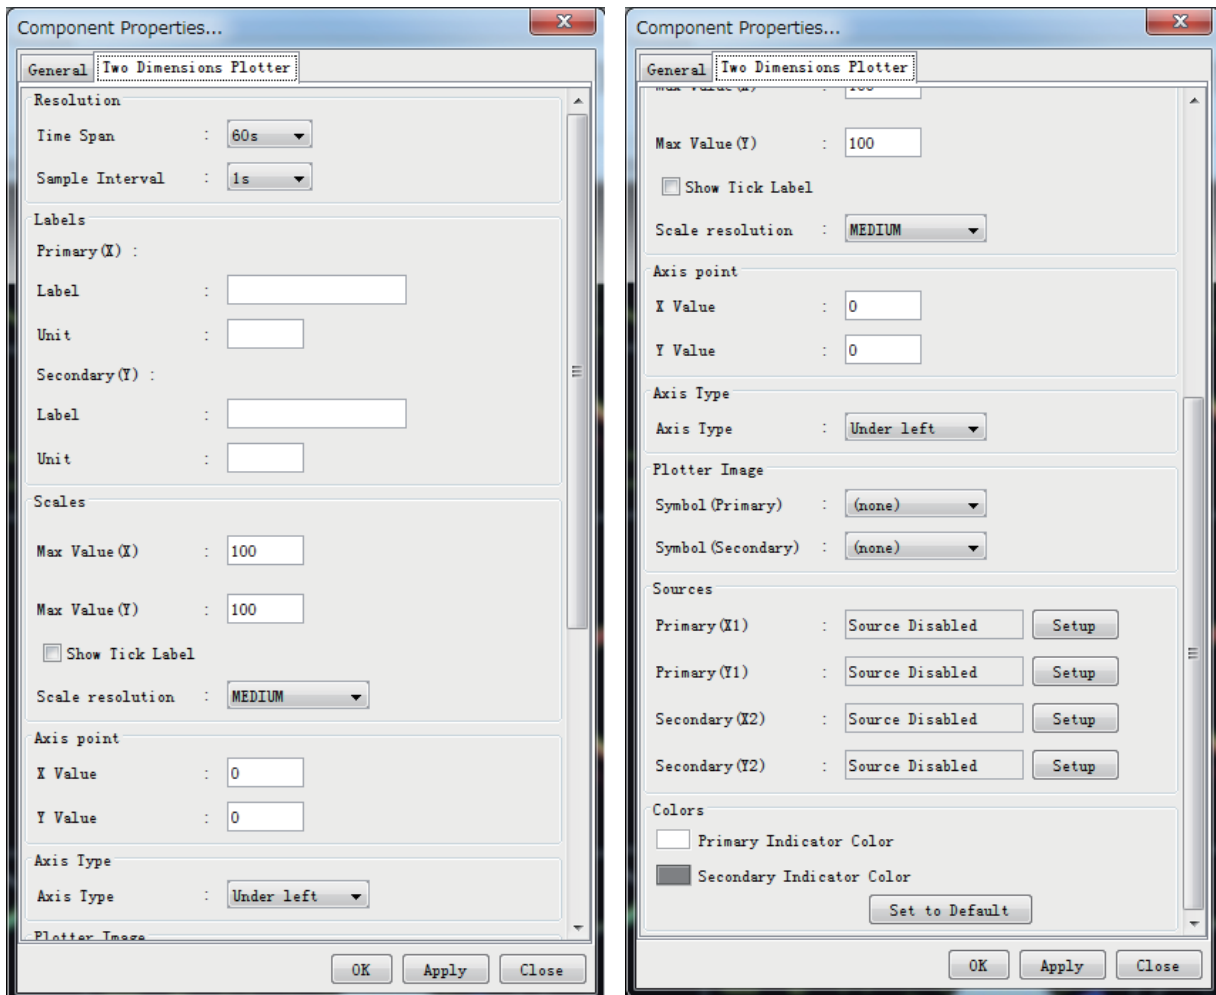 Component Properties...
General Two Dimensions Plotter
Resolution
Time Span : 60s
Sample Interval : 1s
Labels
Primary(X) :
Label :
Unit :
Secondary(Y) :
Label :
Unit :
Scales
Max Value(X) : 100
Max Value(Y) : 100
Show Tick Label
Scale resolution : MEDIUM
Axis point
X Value : 0
Y Value : 0
Axis Type
Axis Type : Under left
Plotter Image
OK Apply Close
Component Properties...
General Two Dimensions Plotter
Max Value(X) : 100
Max Value(Y) : 100
Show Tick Label
Scale resolution : MEDIUM
Axis point
X Value : 0
Y Value : 0
Axis Type
Axis Type : Under left
Plotter Image
Symbol(Primary) : (none)
Symbol(Secondary) : (none)
Sources
Primary(X1) : Source Disabled Setup
Primary(Y1) : Source Disabled Setup
Secondary(X2) : Source Disabled Setup
Secondary(Y2) : Source Disabled Setup
Colors
Primary Indicator Color
Secondary Indicator Color
Set to Default
OK Apply Close